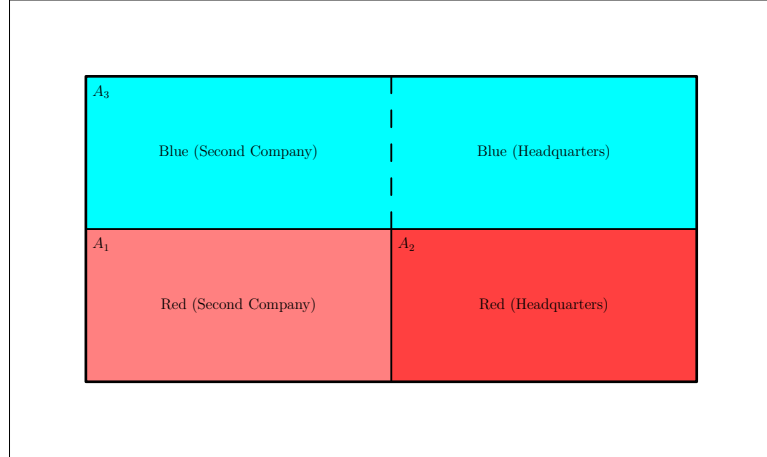 A₃
Blue (Second Company)
Blue (Headquarters)
A₁
A₂
Red (Second Company)
Red (Headquarters)